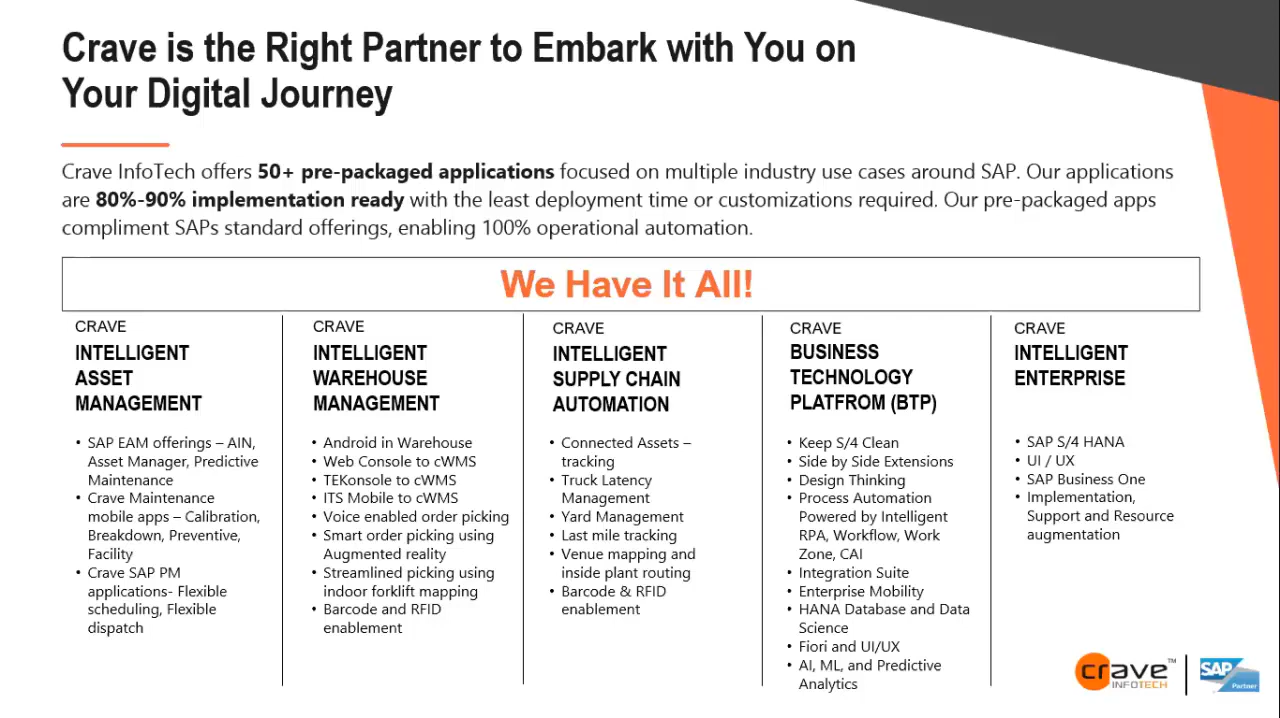 Crave is the Right Partner to Embark with You on
Your Digital Journey
Crave InfoTech offers 50+ pre-packaged applications focused on multiple industry use cases around SAP. Our applications
are 80%-90% implementation ready with the least deployment time or customizations required. Our pre-packaged apps
compliment SAPs standard offerings, enabling 100% operational automation.
We Have It All!
CRAVE
INTELLIGENT
ASSET
MANAGEMENT
• SAP EAM offerings – AIN,
Asset Manager, Predictive
Maintenance
• Crave Maintenance
mobile apps – Calibration,
Breakdown, Preventive,
Facility
• Crave SAP PM
applications- Flexible
scheduling, Flexible
dispatch
CRAVE
INTELLIGENT
WAREHOUSE
MANAGEMENT
• Android in Warehouse
• Web Console to cWMS
• TEKonsole to cWMS
• ITS Mobile to cWMS
• Voice enabled order picking
• Smart order picking using
Augmented reality
• Streamlined picking using
indoor forklift mapping
• Barcode and RFID
enablement
CRAVE
INTELLIGENT
SUPPLY CHAIN
AUTOMATION
• Connected Assets –
tracking
• Truck Latency
Management
• Yard Management
• Last mile tracking
• Venue mapping and
inside plant routing
• Barcode & RFID
enablement
CRAVE
BUSINESS
TECHNOLOGY
PLATFROM (BTP)
• Keep S/4 Clean
• Side by Side Extensions
• Design Thinking
• Process Automation
Powered by Intelligent
RPA, Workflow, Work
Zone, CAI
• Integration Suite
• Enterprise Mobility
• HANA Database and Data
Science
• Fiori and UI/UX
• AI, ML, and Predictive
Analytics
CRAVE
INTELLIGENT
ENTERPRISE
• SAP S/4 HANA
• UI / UX
• SAP Business One
• Implementation,
Support and Resource
augmentation
crave™
INFOTECH
SAP
Partner